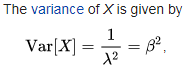 The variance of X is given by
Var[X] = 1/λ² = β².